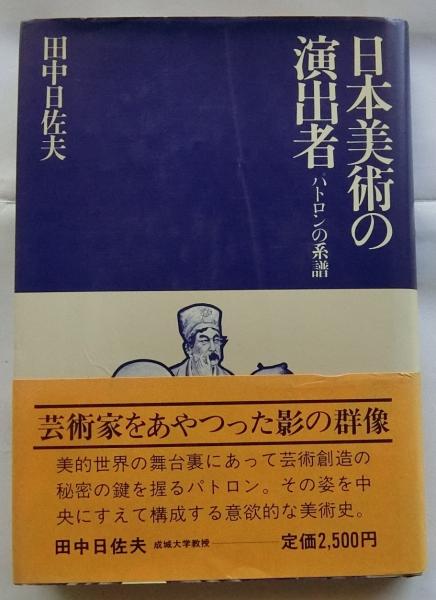 日本美術の
演出者
パトロンの系譜
田中日佐夫
芸術家をあやつった影の群像
美的世界の舞台裏にあって芸術創造の
秘密の鍵を握るパトロン。その姿を中
央にすえて構成する意欲的な美術史。
田中日佐夫 成城大学教授 ── 定価2,500円